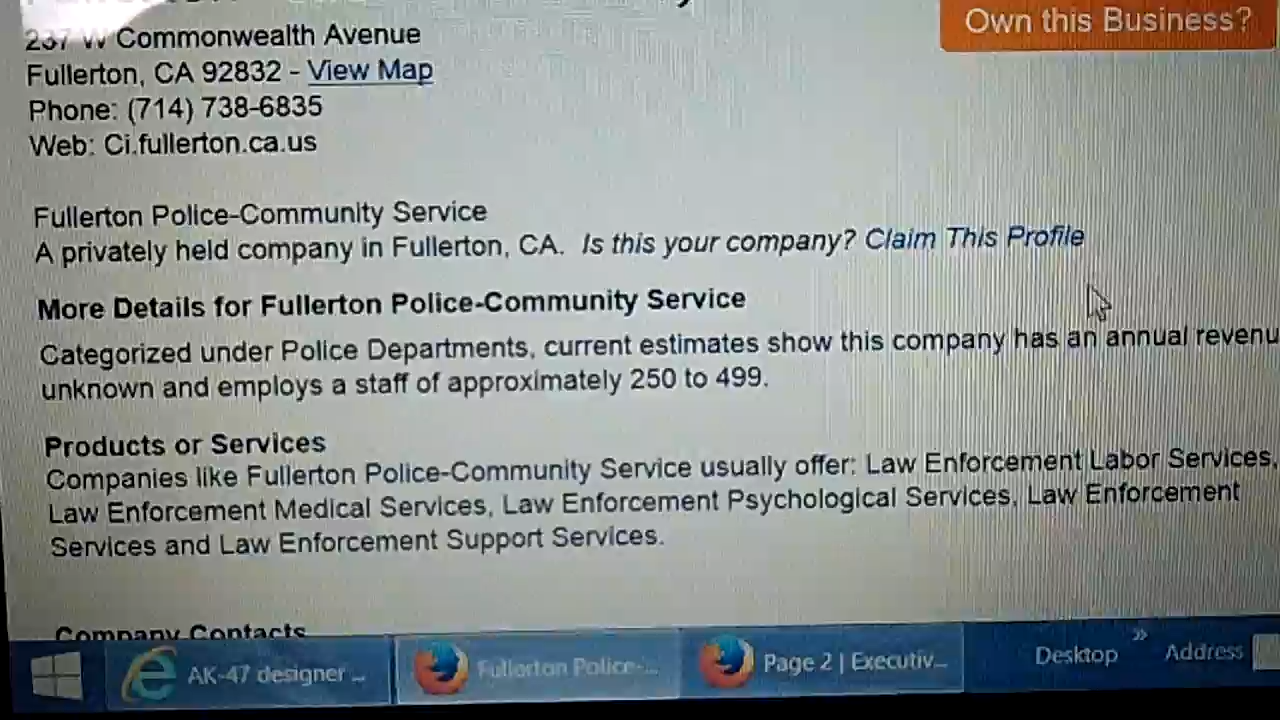 Own this Business?
237 W Commonwealth Avenue
Fullerton, CA 92832 - View Map
Phone: (714) 738-6835
Web: Ci.fullerton.ca.us
Fullerton Police-Community Service
A privately held company in Fullerton, CA. Is this your company? Claim This Profile
More Details for Fullerton Police-Community Service
Categorized under Police Departments, current estimates show this company has an annual revenu
unknown and employs a staff of approximately 250 to 499.
Products or Services
Companies like Fullerton Police-Community Service usually offer: Law Enforcement Labor Services,
Law Enforcement Medical Services, Law Enforcement Psychological Services, Law Enforcement
Services and Law Enforcement Support Services.
Company Contacts
AK-47 designer ...
Fullerton Police-...
Page 2 | Executiv...
Desktop
»
Address